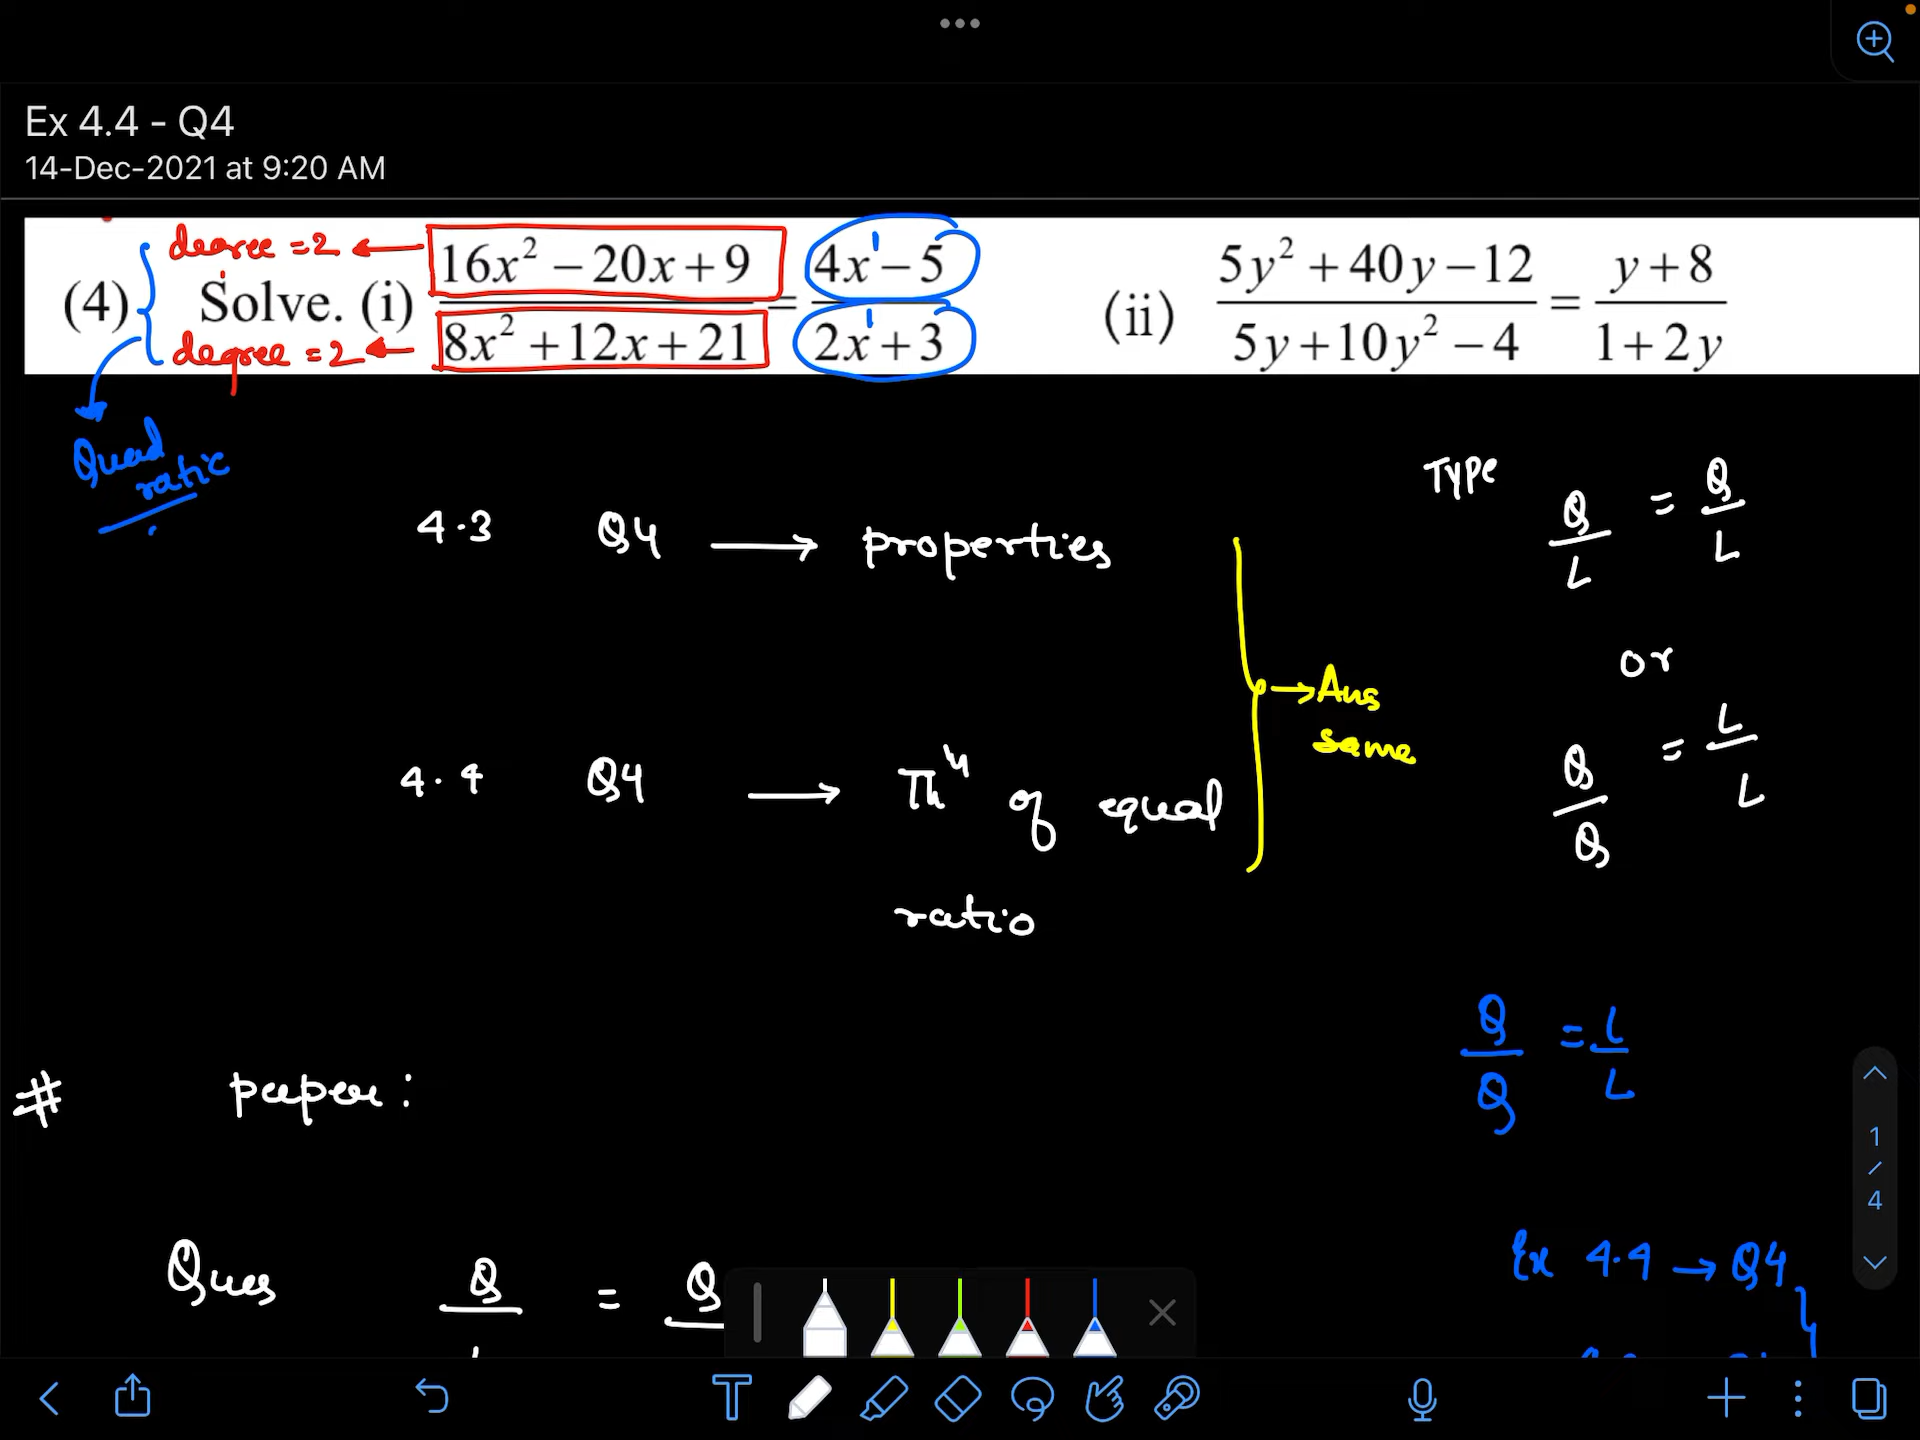 Ex 4.4 - Q4
14-Dec-2021 at 9:20 AM
degree = 2 ←
(4) Solve. (i) (16x² − 20x + 9)/(8x² + 12x + 21) = (4x¹ − 5)/(2x¹ + 3) (ii) (5y² + 40y − 12)/(5y + 10y² − 4) = (y + 8)/(1 + 2y)
degree = 2 ←
Quad
ratic
4.3 Q4 → properties
Type Q/L = Q/L
or
Q/Q = L/L
→ Ans
same
4.4 Q4 → Th^m of equal
ratio
Q/Q = L/L
# paper:
Ques Q/L = Q
Ex 4.4 → Q4
1
/
4
T